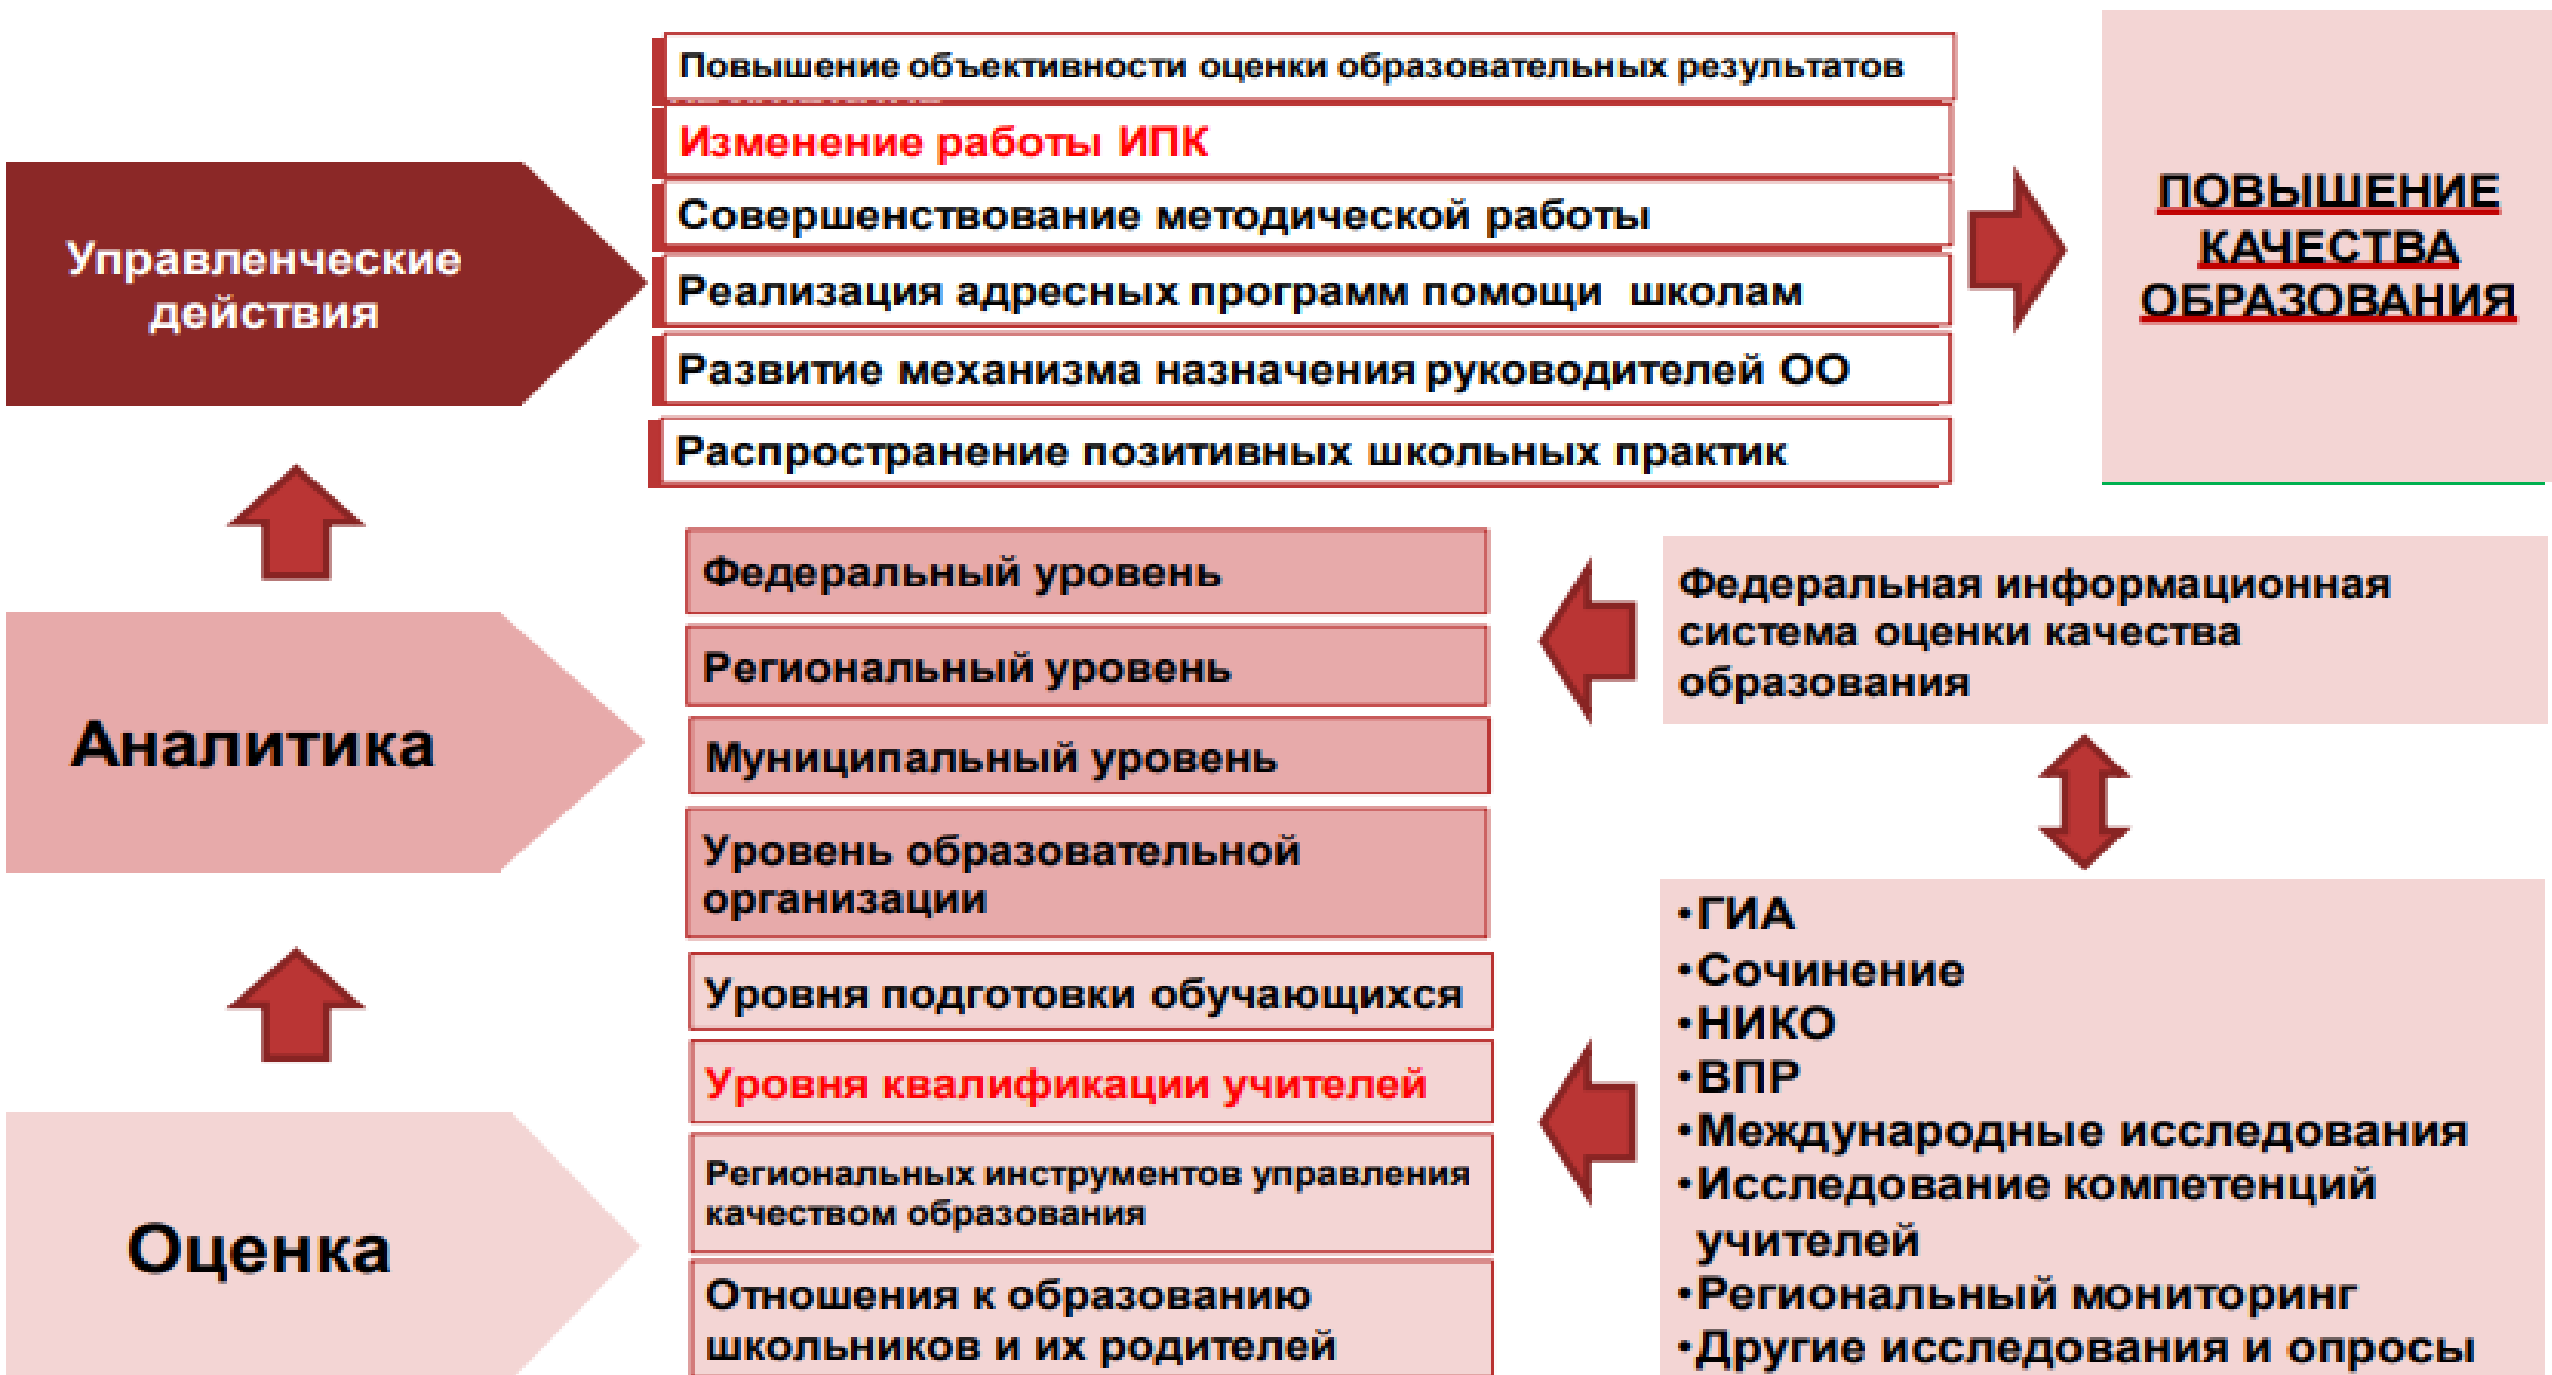 Повышение объективности оценки образовательных результатов
Изменение работы ИПК
Совершенствование методической работы
Реализация адресных программ помощи школам
Развитие механизма назначения руководителей ОО
Распространение позитивных школьных практик
Управленческие
действия
ПОВЫШЕНИЕ
КАЧЕСТВА
ОБРАЗОВАНИЯ
Аналитика
Федеральный уровень
Региональный уровень
Муниципальный уровень
Уровень образовательной
организации
Федеральная информационная
система оценки качества
образования
Оценка
Уровня подготовки обучающихся
Уровня квалификации учителей
Региональных инструментов управления
качеством образования
Отношения к образованию
школьников и их родителей
•ГИА
•Сочинение
•НИКО
•ВПР
•Международные исследования
•Исследование компетенций
учителей
•Региональный мониторинг
•Другие исследования и опросы